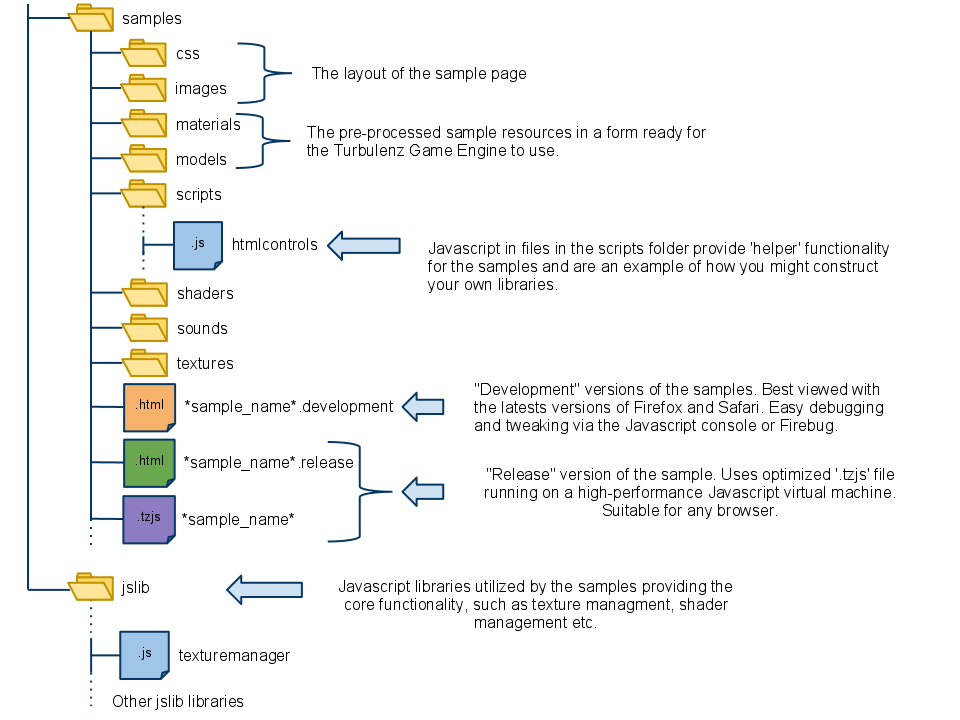 samples
css
images
The layout of the sample page
materials
models
The pre-processed sample resources in a form ready for
the Turbulenz Game Engine to use.
scripts
.js
htmlcontrols
Javascript in files in the scripts folder provide 'helper' functionality
for the samples and are an example of how you might construct
your own libraries.
shaders
sounds
textures
.html
*sample_name*.development
"Development" versions of the samples. Best viewed with
the latests versions of Firefox and Safari. Easy debugging
and tweaking via the Javascript console or Firebug.
.html
*sample_name*.release
.tzjs
*sample_name*
"Release" version of the sample. Uses optimized '.tzjs' file
running on a high-performance Javascript virtual machine.
Suitable for any browser.
jslib
Javascript libraries utilized by the samples providing the
core functionality, such as texture managment, shader
management etc.
.js
texturemanager
Other jslib libraries